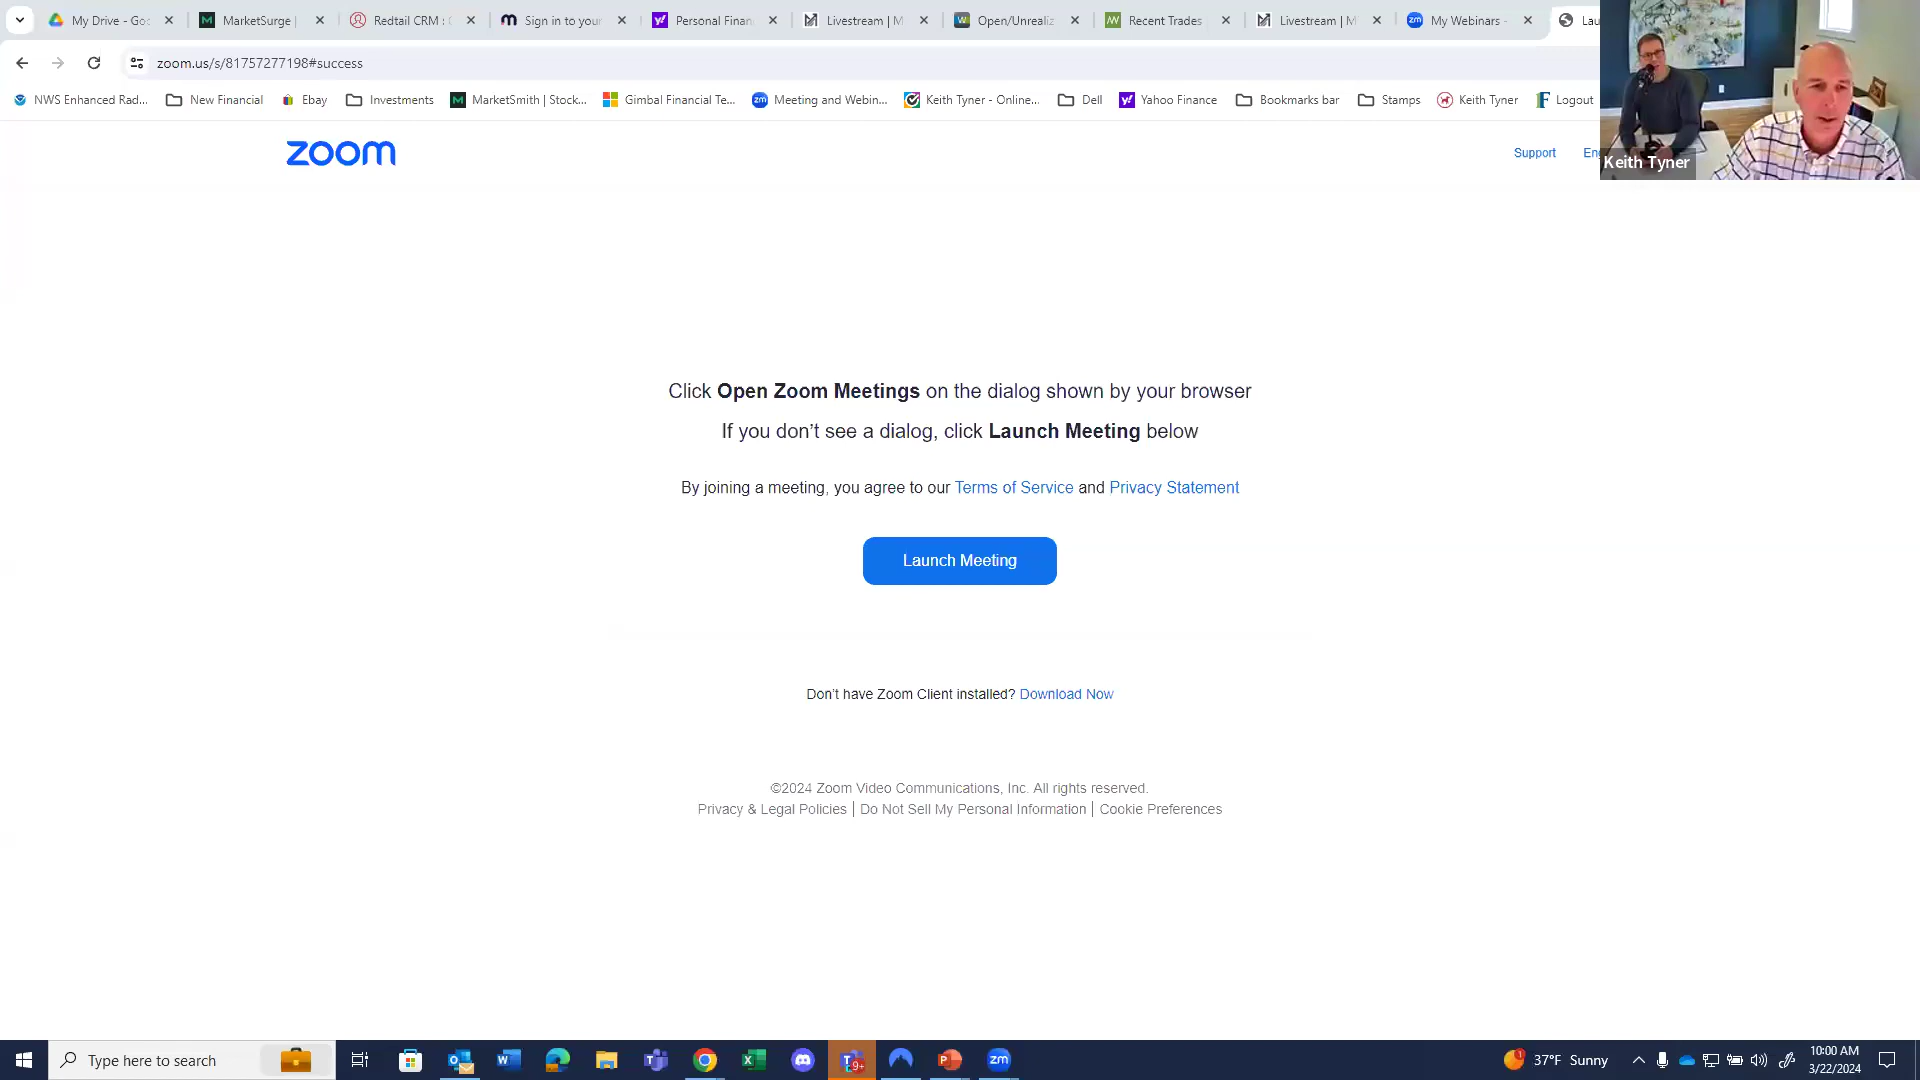 My Drive - Goo
MarketSurge |
Redtail CRM : 
Sign in to your
Personal Finan
Livestream | M
Open/Unrealiz
Recent Trades
Livestream | M
My Webinars -
Lau
zoom.us/s/81757277198#success
NWS Enhanced Rad...
New Financial
Ebay
Investments
MarketSmith | Stock...
Gimbal Financial Te...
Meeting and Webin...
Keith Tyner - Online...
Dell
Yahoo Finance
Bookmarks bar
Stamps
Keith Tyner
Logout
zoom
Support
Keith Tyner
Click Open Zoom Meetings on the dialog shown by your browser
If you don’t see a dialog, click Launch Meeting below
By joining a meeting, you agree to our Terms of Service and Privacy Statement
Launch Meeting
Don’t have Zoom Client installed? Download Now
©2024 Zoom Video Communications, Inc. All rights reserved.
Privacy & Legal Policies | Do Not Sell My Personal Information | Cookie Preferences
Type here to search
37°F Sunny
10:00 AM
3/22/2024